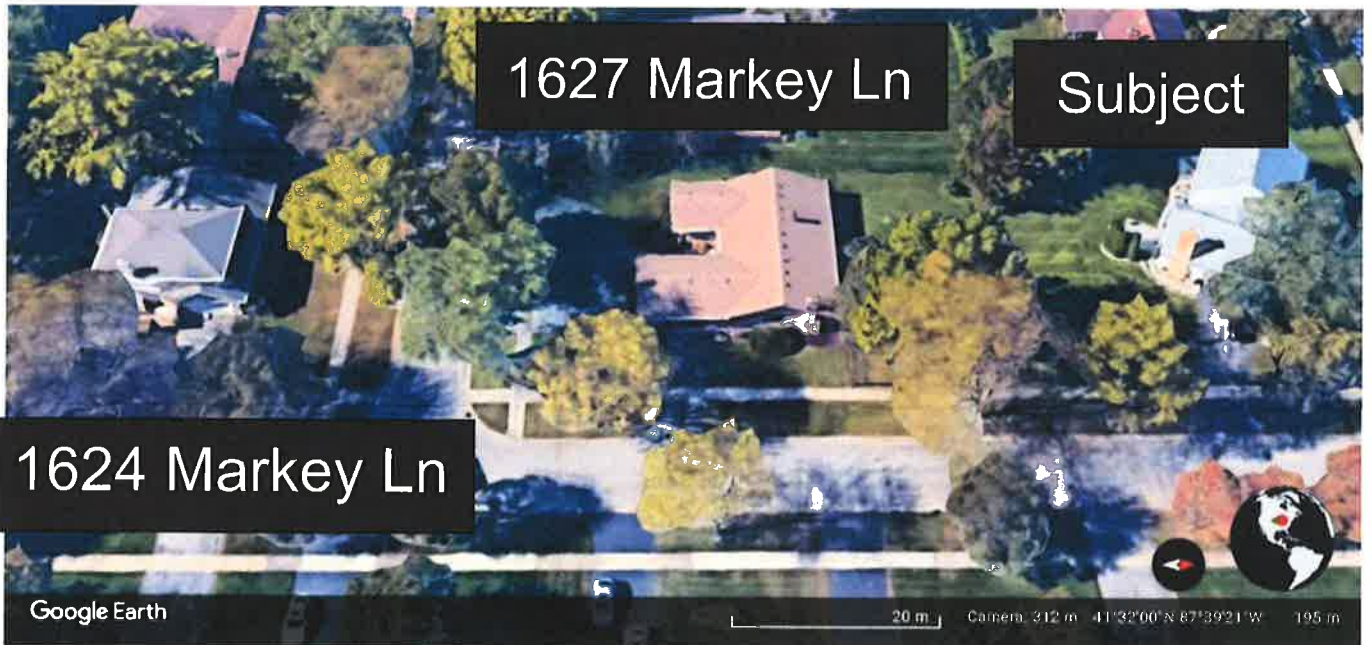 1627 Markey Ln
Subject
1624 Markey Ln
Google Earth
20 m
Camera: 312 m 41°32'00"N 87°39'21"W 195 m